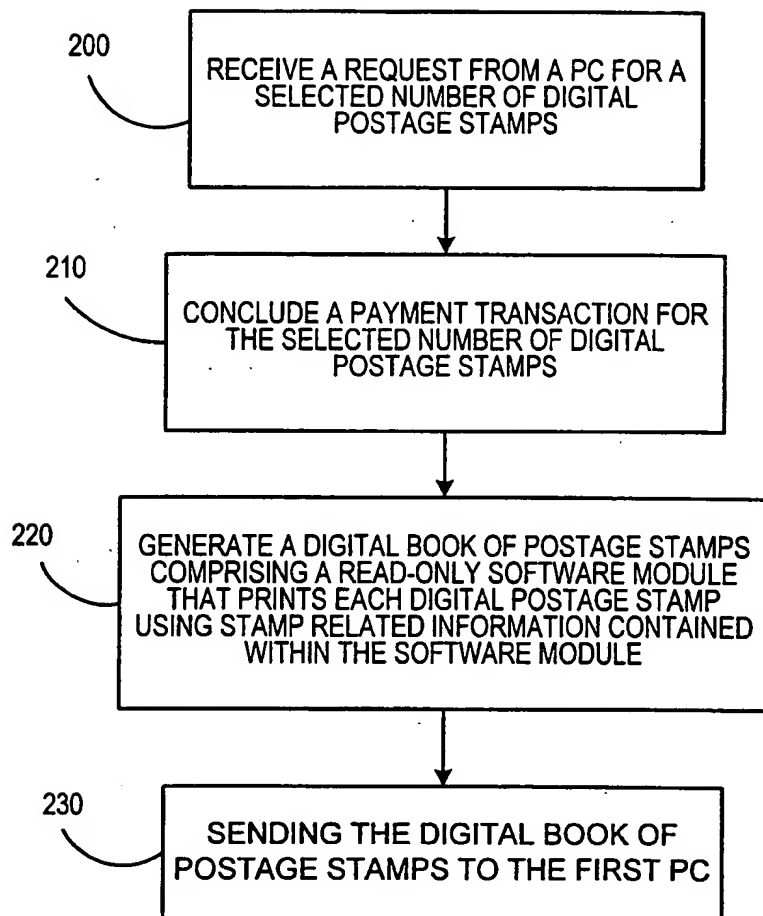 200
RECEIVE A REQUEST FROM A PC FOR A
SELECTED NUMBER OF DIGITAL
POSTAGE STAMPS
210
CONCLUDE A PAYMENT TRANSACTION FOR
THE SELECTED NUMBER OF DIGITAL
POSTAGE STAMPS
220
GENERATE A DIGITAL BOOK OF POSTAGE STAMPS
COMPRISING A READ-ONLY SOFTWARE MODULE
THAT PRINTS EACH DIGITAL POSTAGE STAMP
USING STAMP RELATED INFORMATION CONTAINED
WITHIN THE SOFTWARE MODULE
230
SENDING THE DIGITAL BOOK OF
POSTAGE STAMPS TO THE FIRST PC